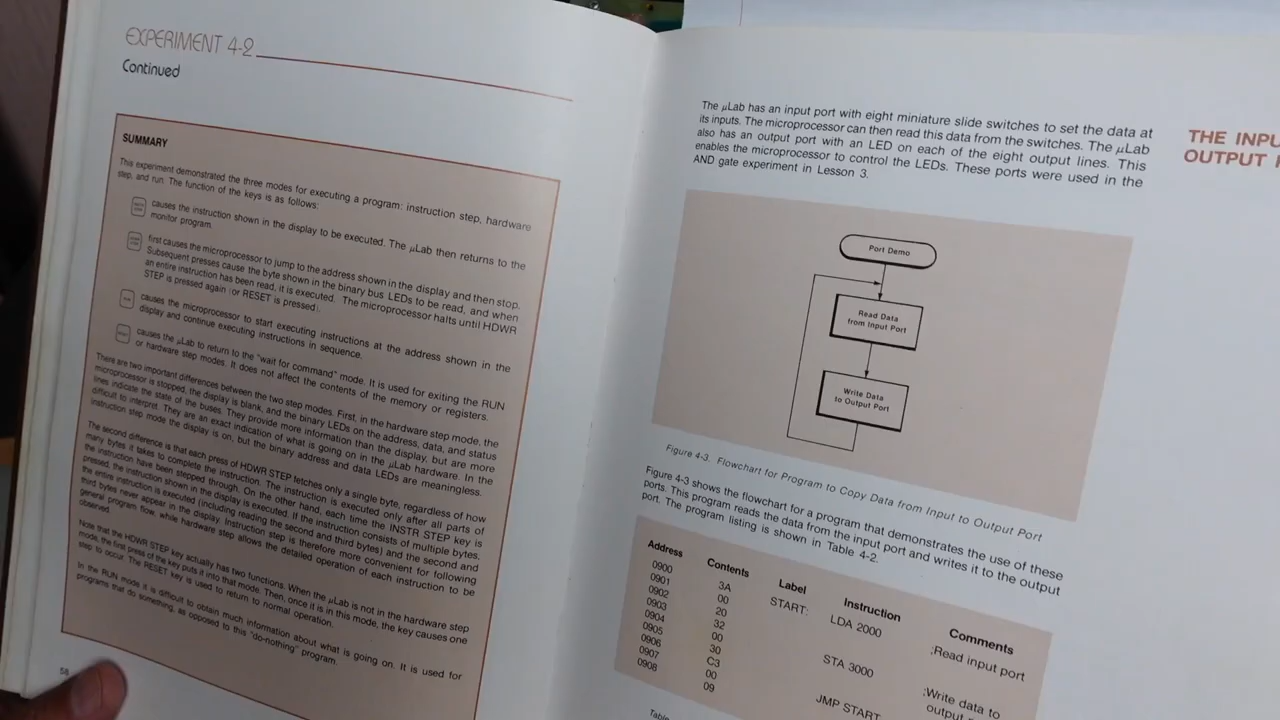 EXPERIMENT 4-2
Continued
SUMMARY
This experiment demonstrated the three modes for executing a program: instruction step, hardware
step, and run. The function of the keys is as follows:
causes the instruction shown in the display to be executed. The µLab then returns to the
monitor program.
first causes the microprocessor to jump to the address shown in the display and then stop.
Subsequent presses cause the byte shown in the binary bus LEDs to be read, and when
an entire instruction has been read, it is executed. The microprocessor halts until HDWR
STEP is pressed again (or RESET is pressed).
causes the microprocessor to start executing instructions at the address shown in the
display and continue executing instructions in sequence.
causes the µLab to return to the "wait for command" mode. It is used for exiting the RUN
or hardware step modes. It does not affect the contents of the memory or registers.
There are two important differences between the two step modes. First, in the hardware step mode, the
microprocessor is stopped, the display is blank, and the binary LEDs on the address, data, and status
lines indicate the state of the buses. They provide more information than the display, but are more
difficult to interpret. They are an exact indication of what is going on in the µLab hardware. In the
instruction step mode the display is on, but the binary address and data LEDs are meaningless.
The second difference is that each press of HDWR STEP fetches only a single byte, regardless of how
many bytes it takes to complete the instruction. The instruction is executed only after all parts of
the instruction have been stepped through. On the other hand, each time the INSTR STEP key is
pressed, the instruction shown in the display is executed. If the instruction consists of multiple bytes,
the entire instruction is executed (including reading the second and third bytes) and the second and
third bytes never appear in the display. Instruction step is therefore more convenient for following
general program flow, while hardware step allows the detailed operation of each instruction to be
observed.
Note that the HDWR STEP key actually has two functions. When the µLab is not in the hardware step
mode, the first press of the key puts it into that mode. Then, once it is in this mode, the key causes one
step to occur. The RESET key is used to return to normal operation.
In the RUN mode it is difficult to obtain much information about what is going on. It is used for
programs that do something, as opposed to this "do-nothing" program.
58
The µLab has an input port with eight miniature slide switches to set the data at
its inputs. The microprocessor can then read this data from the switches. The µLab
also has an output port with an LED on each of the eight output lines. This
enables the microprocessor to control the LEDs. These ports were used in the
AND gate experiment in Lesson 3.
THE INPU
OUTPUT
Port Demo
Read Data
from Input Port
Write Data
to Output Port
Figure 4-3. Flowchart for Program to Copy Data from Input to Output Port
Figure 4-3 shows the flowchart for a program that demonstrates the use of these
ports. This program reads the data from the input port and writes it to the output
port. The program listing is shown in Table 4-2.
Address Contents Label Instruction Comments
0900 3A START: LDA 2000 ;Read input port
0901 00
0902 20
0903 32 STA 3000 ;Write data to
0904 00 output
0905 30
0906 C3 JMP START
0907 00
0908 09
Table